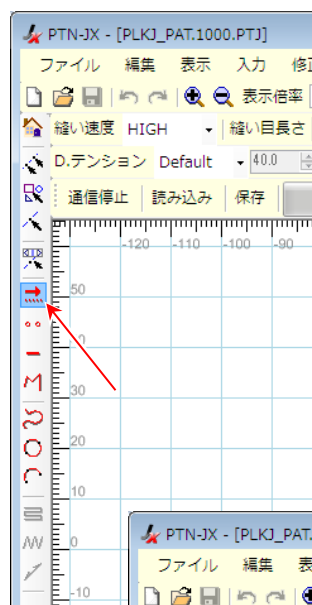 PTN-JX - [PLKJ_PAT.1000.PTJ]
ファイル 編集 表示 入力
表示倍率
縫い速度 HIGH 縫い目長さ
D.テンション Default 40.0
通信停止 読み込み 保存
-120 -110 -100 -90
50
30
20
10
0
-10
PTN-JX - [PLKJ_PAT.
ファイル 編集